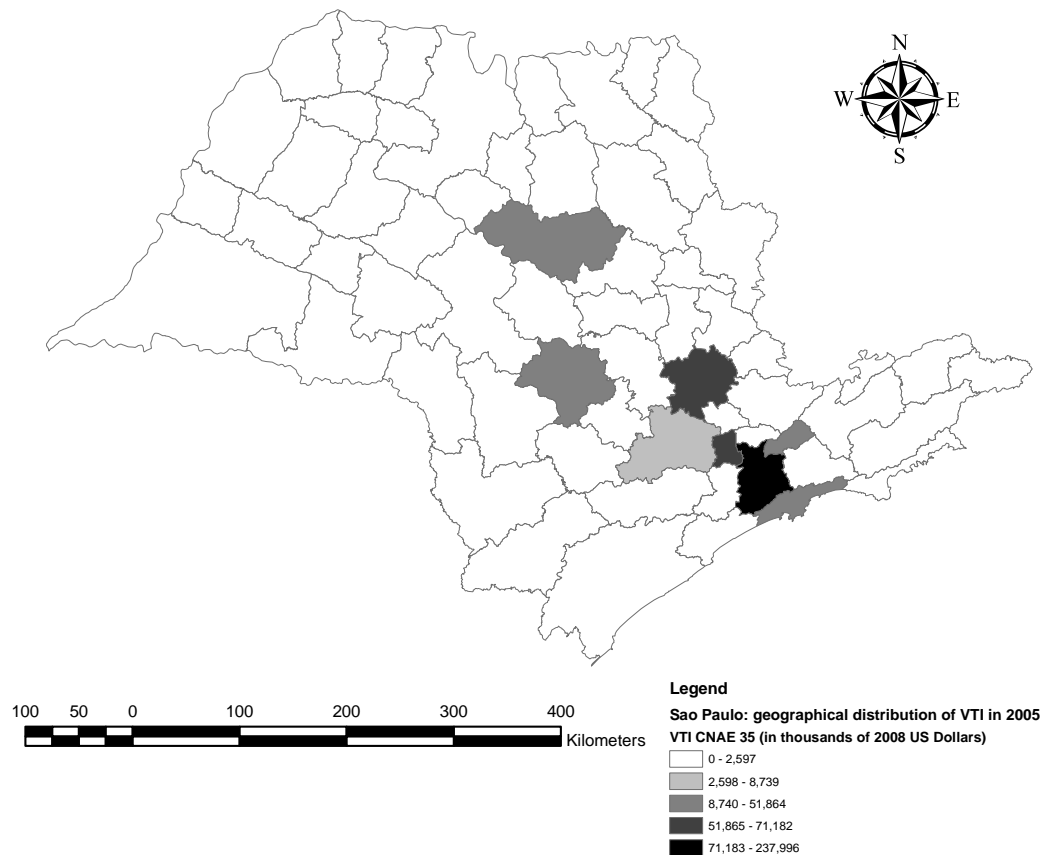 N
W E
S
100 50 0 100 200 300 400
Kilometers
Legend
Sao Paulo: geographical distribution of VTI in 2005
VTI CNAE 35 (in thousands of 2008 US Dollars)
0 - 2,597
2,598 - 8,739
8,740 - 51,864
51,865 - 71,182
71,183 - 237,996